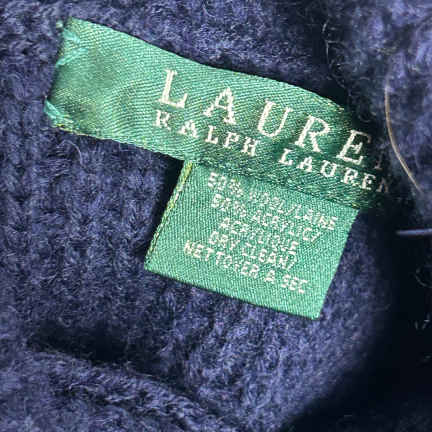 LAUREN
RALPH LAUREN
50% WOOL/LAINE
50% ACRYLIC/
ACRYLIQUE
DRY CLEAN/
NETTOYER A SEC